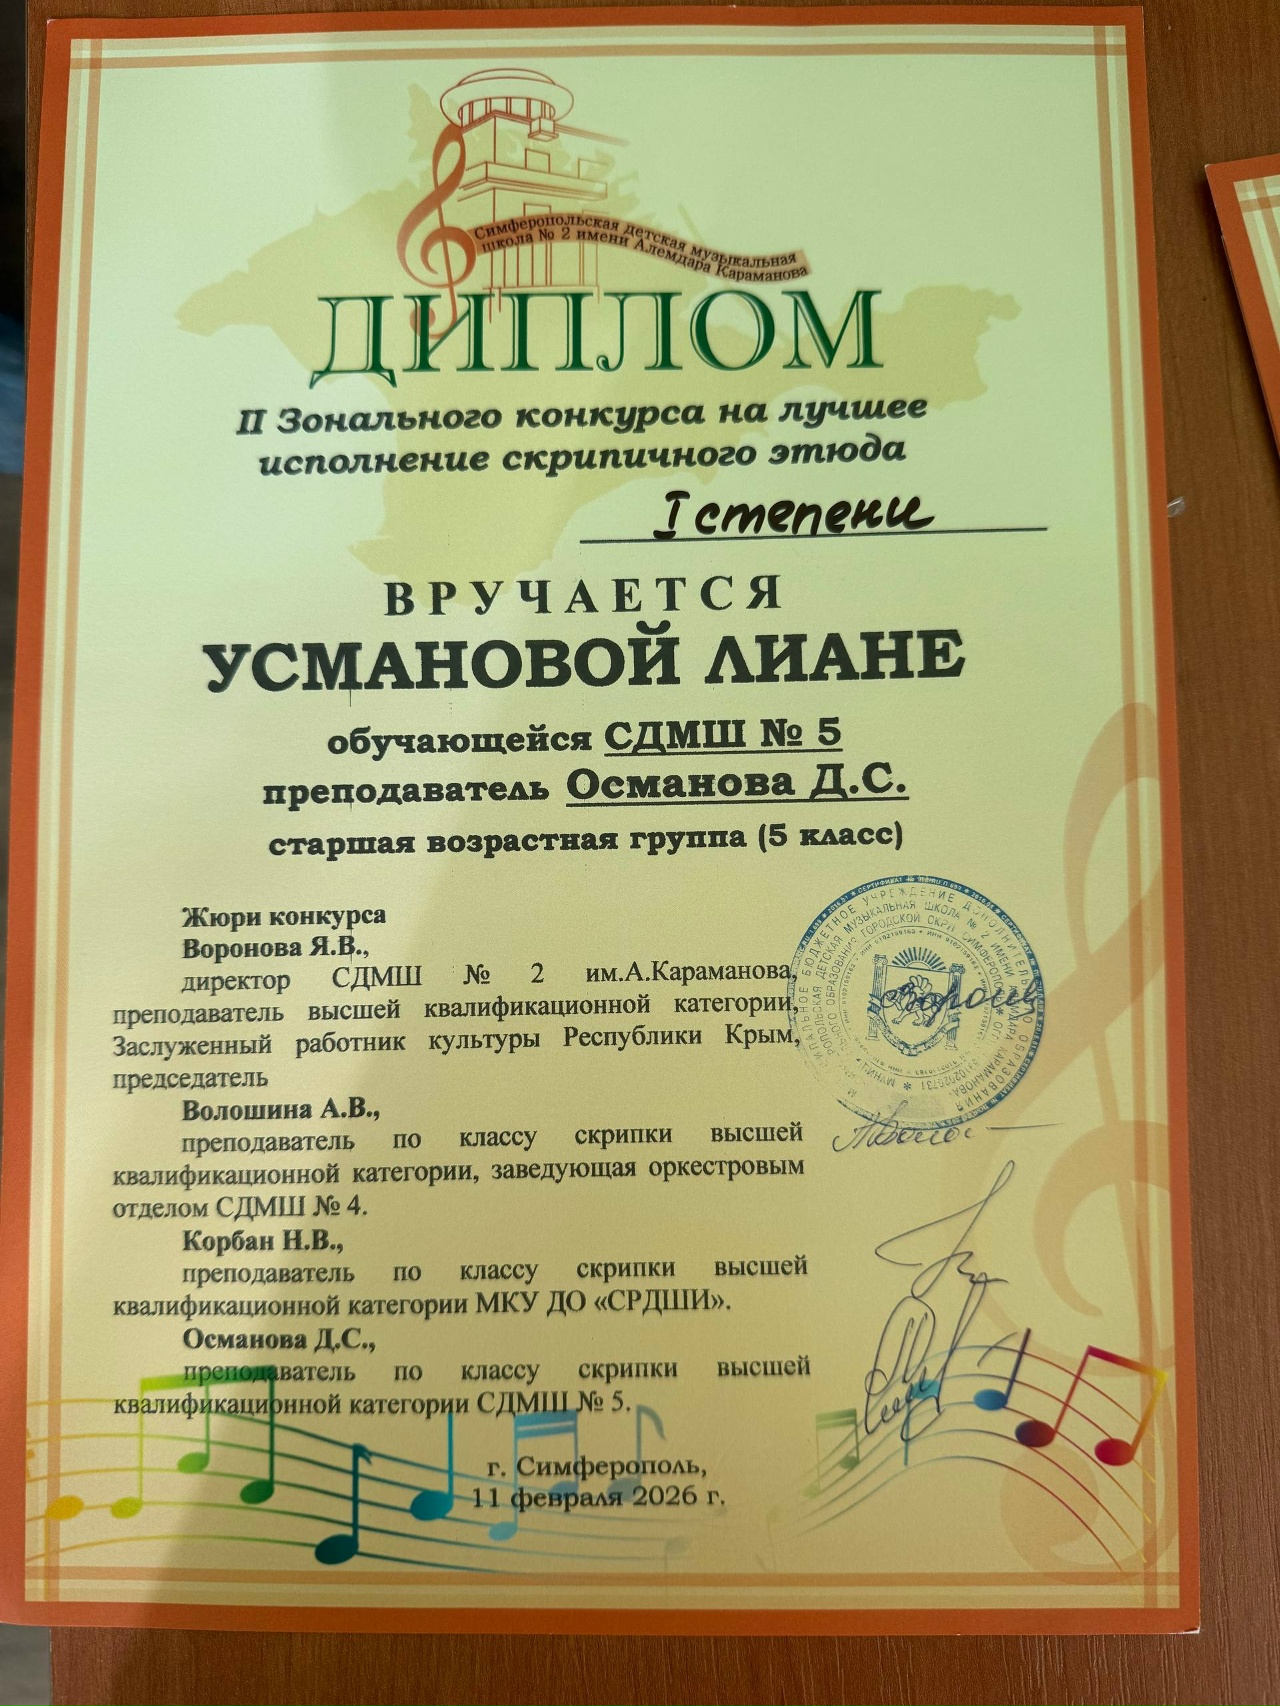 Симферопольская детская музыкальная
школа № 2 имени Алемдара Караманова
ДИПЛОМ
II Зонального конкурса на лучшее
исполнение скрипичного этюда
I степени
ВРУЧАЕТСЯ
УСМАНОВОЙ ЛИАНЕ
обучающейся СДМШ № 5
преподаватель Османова Д.С.
старшая возрастная группа (5 класс)
Жюри конкурса
Воронова Я.В.,
директор СДМШ № 2 им.А.Караманова,
преподаватель высшей квалификационной категории,
Заслуженный работник культуры Республики Крым,
председатель
Волошина А.В.,
преподаватель по классу скрипки высшей
квалификационной категории, заведующая оркестровым
отделом СДМШ № 4.
Корбан Н.В.,
преподаватель по классу скрипки высшей
квалификационной категории МКУ ДО «СРДШИ».
Османова Д.С.,
преподаватель по классу скрипки высшей
квалификационной категории СДМШ № 5.
г. Симферополь,
11 февраля 2026 г.